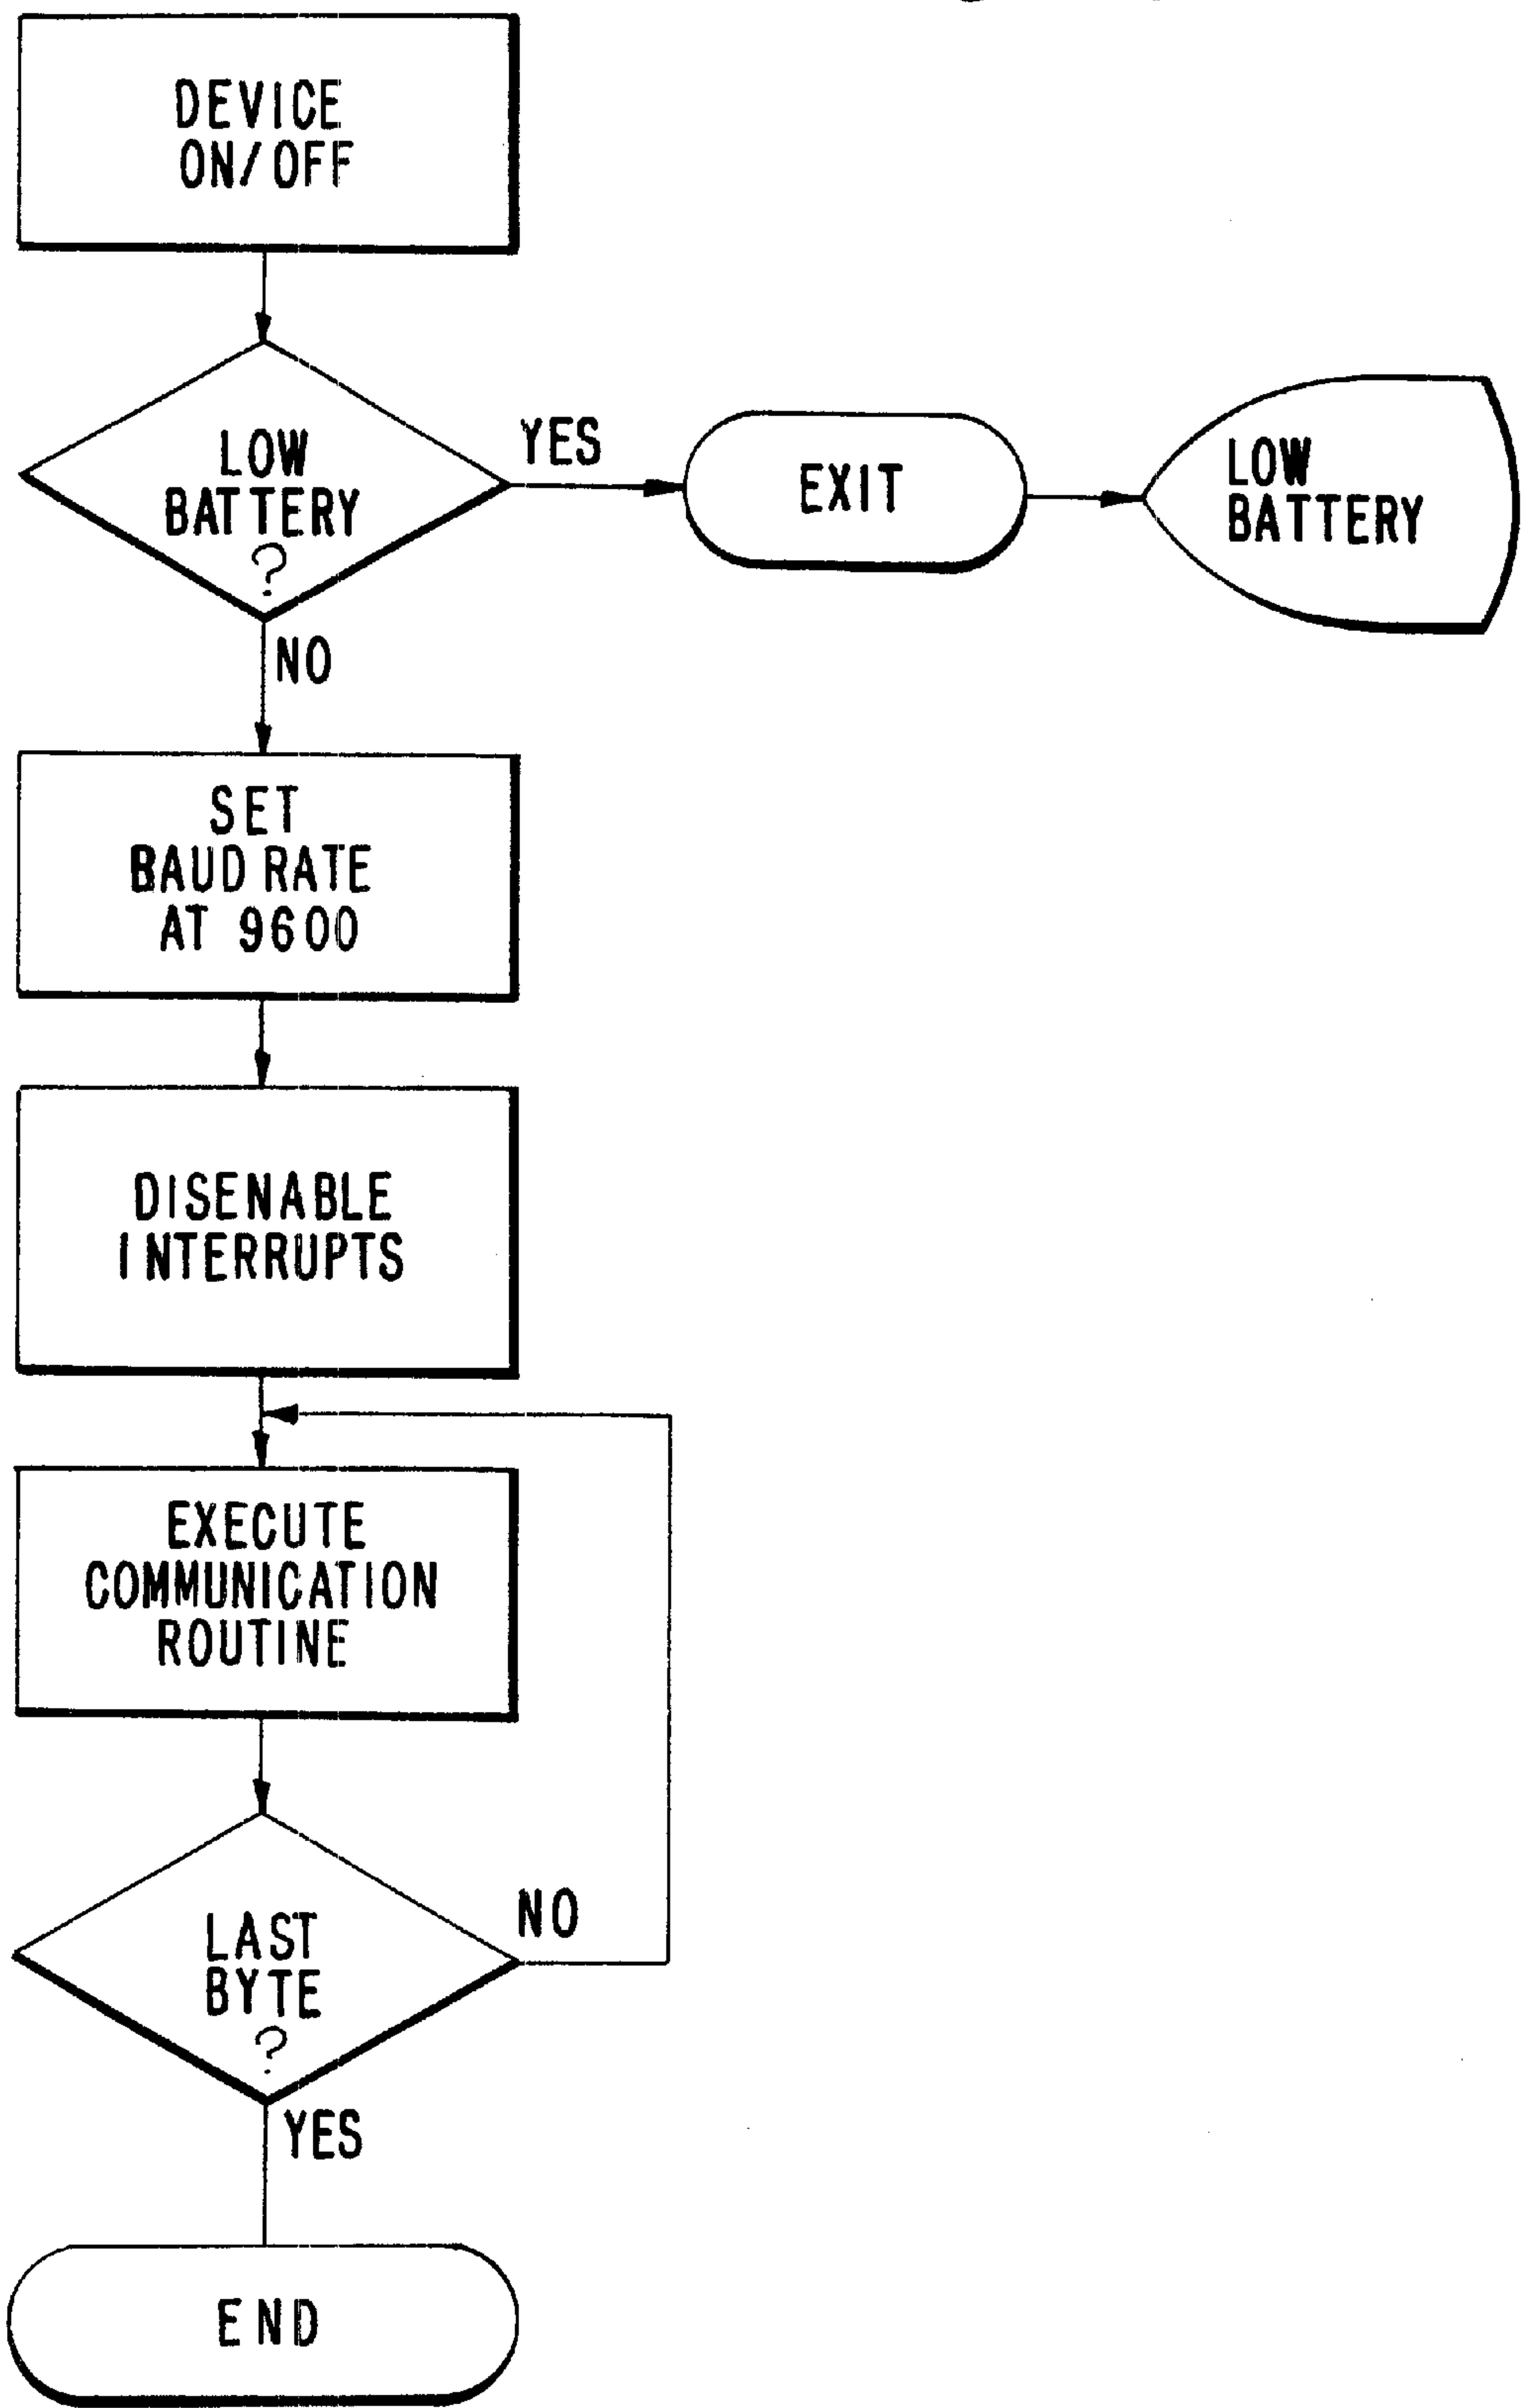 DEVICE
ON/OFF
LOW
BATTERY
?
YES
EXIT
LOW
BATTERY
NO
SET
BAUD RATE
AT 9600
DISENABLE
INTERRUPTS
EXECUTE
COMMUNICATION
ROUTINE
LAST
BYTE
?
NO
YES
END